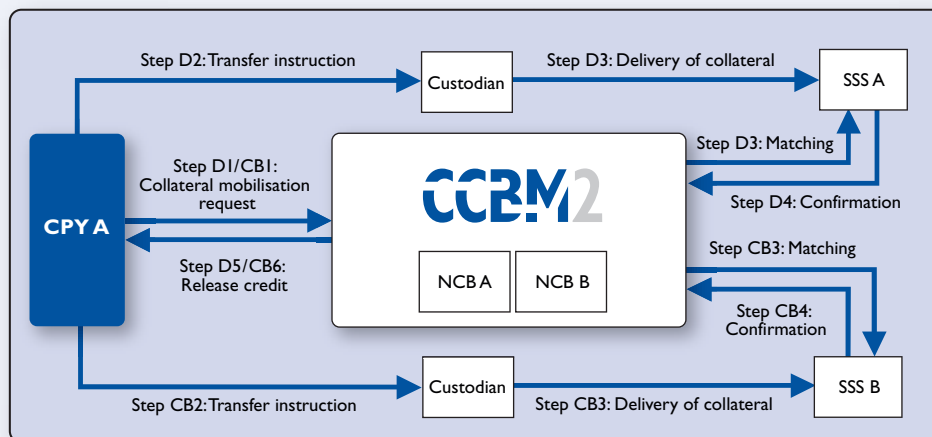 Step D2: Transfer instruction
Custodian
Step D3: Delivery of collateral
SSS A
Step D1/CB1:
Collateral mobilisation
request
CPY A
Step D5/CB6:
Release credit
CCBM2
NCB A
NCB B
Step D3: Matching
Step D4: Confirmation
Step CB3: Matching
Step CB4:
Confirmation
Step CB2: Transfer instruction
Custodian
Step CB3: Delivery of collateral
SSS B